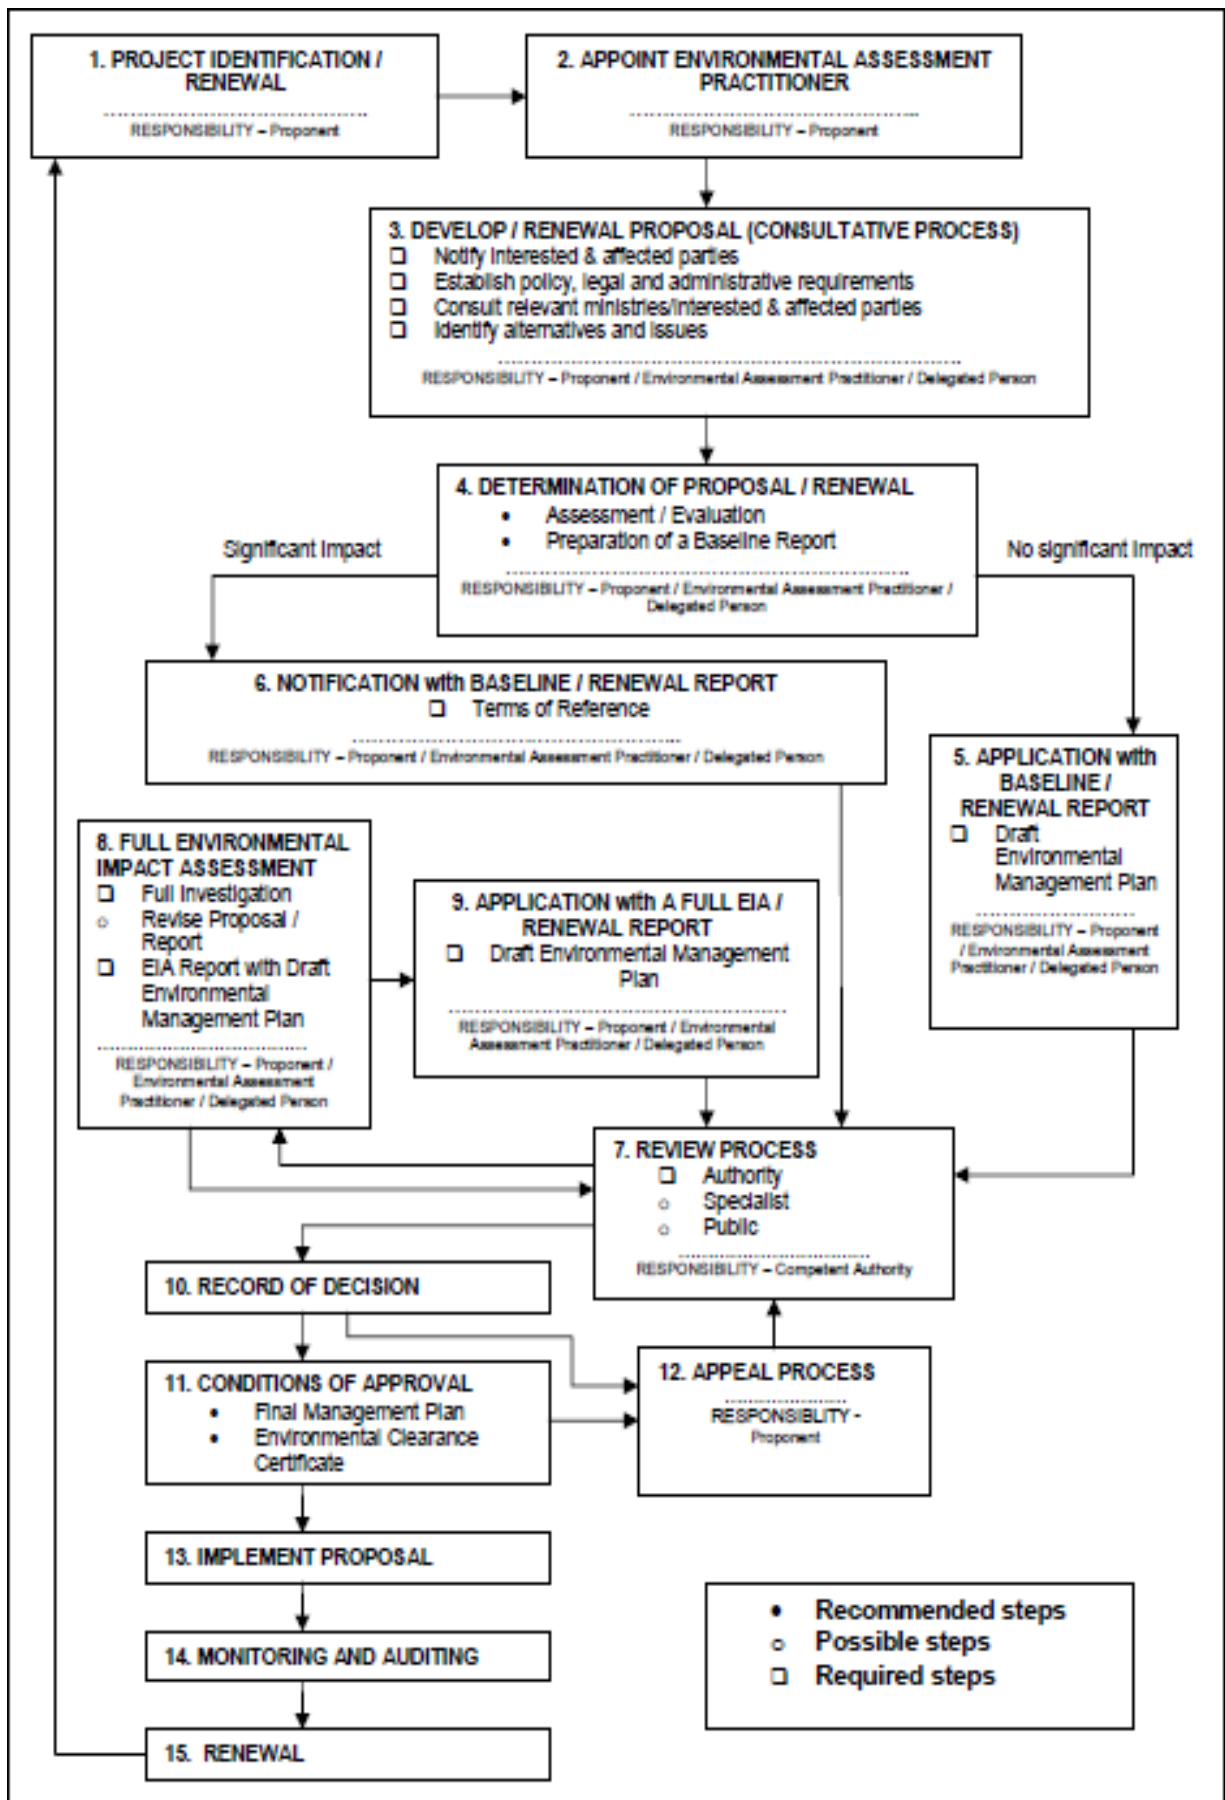 1. PROJECT IDENTIFICATION /
RENEWAL
RESPONSIBILITY – Proponent
2. APPOINT ENVIRONMENTAL ASSESSMENT
PRACTITIONER
RESPONSIBILITY – Proponent
3. DEVELOP / RENEWAL PROPOSAL (CONSULTATIVE PROCESS)
❑ Notify interested & affected parties
❑ Establish policy, legal and administrative requirements
❑ Consult relevant ministries/interested & affected parties
❑ Identify alternatives and issues
RESPONSIBILITY – Proponent / Environmental Assessment Practitioner / Delegated Person
4. DETERMINATION OF PROPOSAL / RENEWAL
• Assessment / Evaluation
• Preparation of a Baseline Report
RESPONSIBILITY – Proponent / Environmental Assessment Practitioner /
Delegated Person
Significant Impact
No significant Impact
6. NOTIFICATION with BASELINE / RENEWAL REPORT
❑ Terms of Reference
RESPONSIBILITY – Proponent / Environmental Assessment Practitioner / Delegated Person
5. APPLICATION with
BASELINE /
RENEWAL REPORT
❑ Draft
Environmental
Management Plan
RESPONSIBILITY – Proponent
/ Environmental Assessment
Practitioner / Delegated Person
8. FULL ENVIRONMENTAL
IMPACT ASSESSMENT
❑ Full Investigation
○ Revise Proposal /
Report
❑ EIA Report with Draft
Environmental
Management Plan
RESPONSIBILITY – Proponent /
Environmental Assessment
Practitioner / Delegated Person
9. APPLICATION with A FULL EIA /
RENEWAL REPORT
❑ Draft Environmental Management
Plan
RESPONSIBILITY – Proponent / Environmental
Assessment Practitioner / Delegated Person
7. REVIEW PROCESS
❑ Authority
○ Specialist
○ Public
RESPONSIBILITY – Competent Authority
10. RECORD OF DECISION
11. CONDITIONS OF APPROVAL
• Final Management Plan
• Environmental Clearance
Certificate
12. APPEAL PROCESS
RESPONSIBLITY -
Proponent
13. IMPLEMENT PROPOSAL
14. MONITORING AND AUDITING
15. RENEWAL
• Recommended steps
○ Possible steps
❑ Required steps